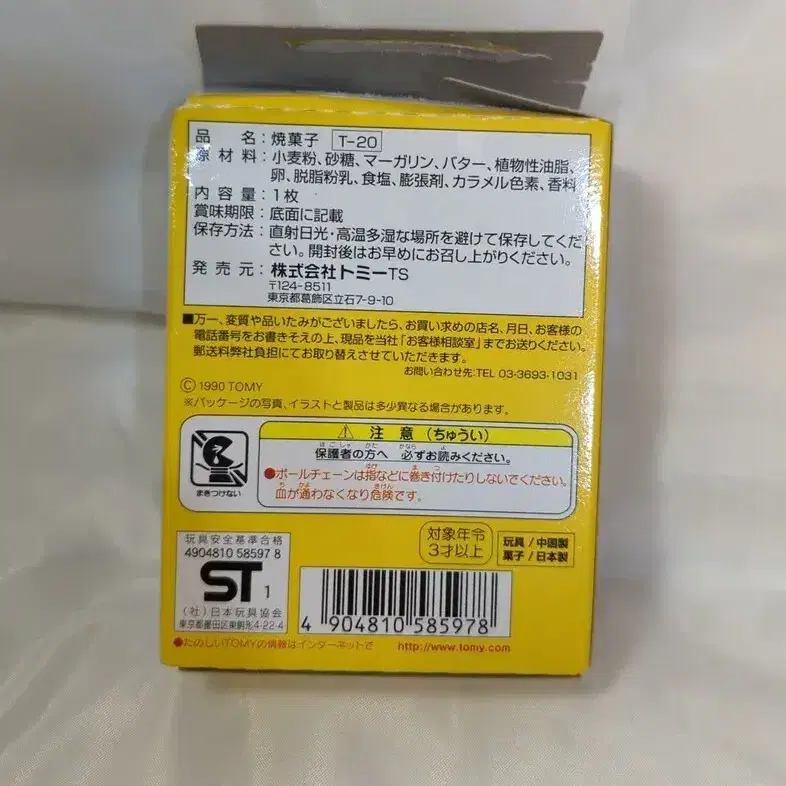 品　名：焼菓子 T-20
原材料：小麦粉、砂糖、マーガリン、バター、植物性油脂、
卵、脱脂粉乳、食塩、膨張剤、カラメル色素、香料
内容量：1枚
賞味期限：底面に記載
保存方法：直射日光・高温多湿な場所を避けて保存してくだ
さい。開封後はお早めにお召し上がりください。
発売元：株式会社トミーTS
〒124-8511
東京都葛飾区立石7-9-10
■万一、変質や品いたみがございましたら、お買い求めの店名、月日、お客様の
電話番号をお書きそえの上、現品を当社「お客様相談室」までお送りください。
郵送料弊社負担にてお取り替えさせていただきます。
お問い合わせ先:TEL 03-3693-1031
© 1990 TOMY
※パッケージの写真、イラストと製品は多少異なる場合があります。
⚠ 注意（ちゅうい）
保護者の方へ 必ずお読みください。
●ボールチェーンは指などに巻き付けたりしないでください。
血が通わなくなり危険です。
まきつけない
対象年令
3才以上
玩具/中国製
菓子/日本製
玩具安全基準合格
4904810 58597 8
ST 1
(社)日本玩具協会
東京都墨田区東駒形4-22-4
4 904810 585978
●たのしいTOMYの情報はインターネットで http://www.tomy.com